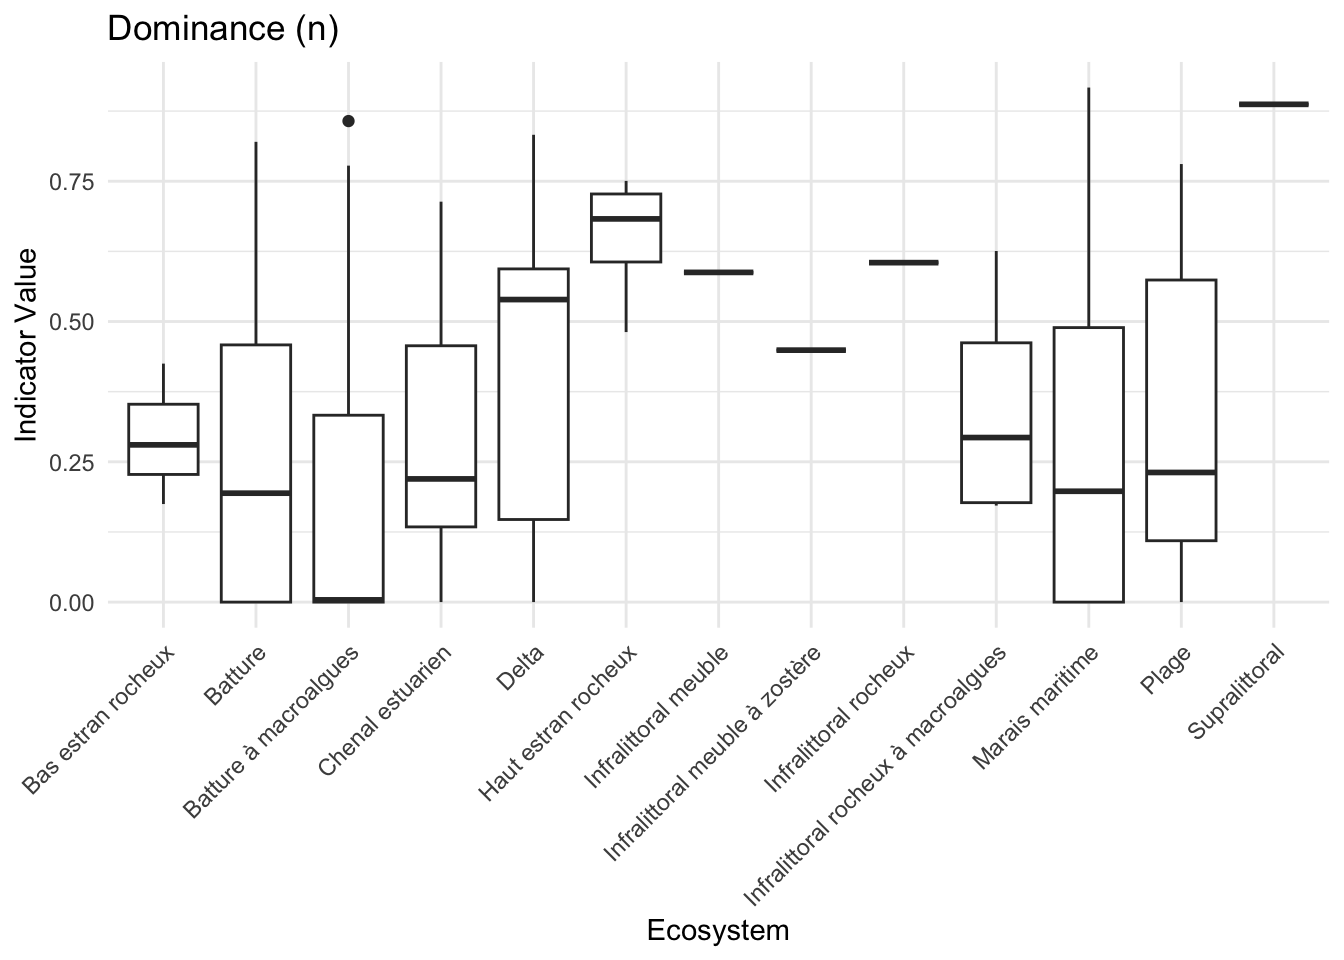 Dominance (n)
Indicator Value
0.75
0.50
0.25
0.00
Bas estran rocheux
Batture
Batture à macroalgues
Chenal estuarien
Delta
Haut estran rocheux
Infralittoral meuble
Infralittoral meuble à zostère
Infralittoral rocheux
Infralittoral rocheux à macroalgues
Marais maritime
Plage
Supralittoral
Ecosystem